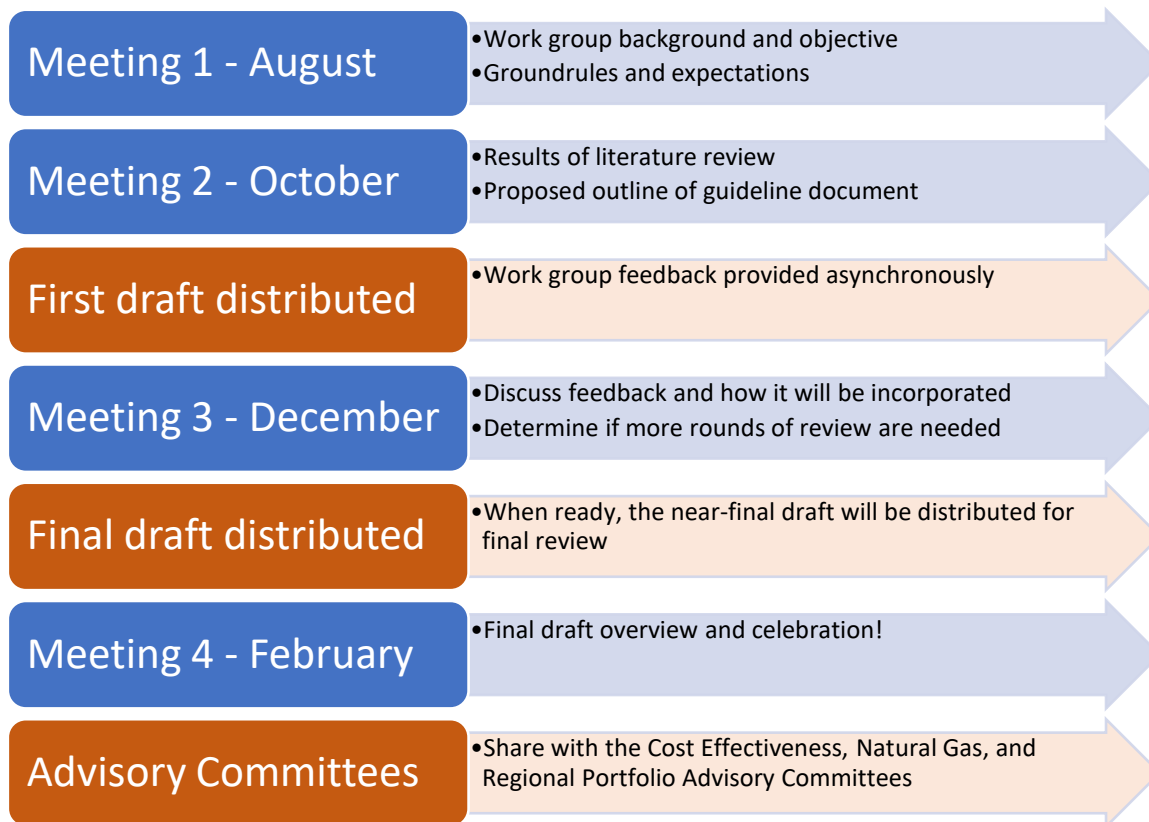 Meeting 1 - August
•Work group background and objective
•Groundrules and expectations
Meeting 2 - October
•Results of literature review
•Proposed outline of guideline document
First draft distributed
•Work group feedback provided asynchronously
Meeting 3 - December
•Discuss feedback and how it will be incorporated
•Determine if more rounds of review are needed
Final draft distributed
•When ready, the near-final draft will be distributed for
final review
Meeting 4 - February
•Final draft overview and celebration!
Advisory Committees
•Share with the Cost Effectiveness, Natural Gas, and
Regional Portfolio Advisory Committees